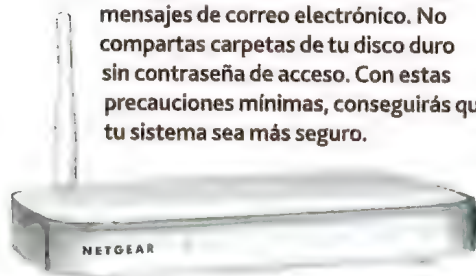 mensajes de correo electrónico. No
compartas carpetas de tu disco duro
sin contraseña de acceso. Con estas
precauciones mínimas, conseguirás qu
tu sistema sea más seguro.
NETGEAR